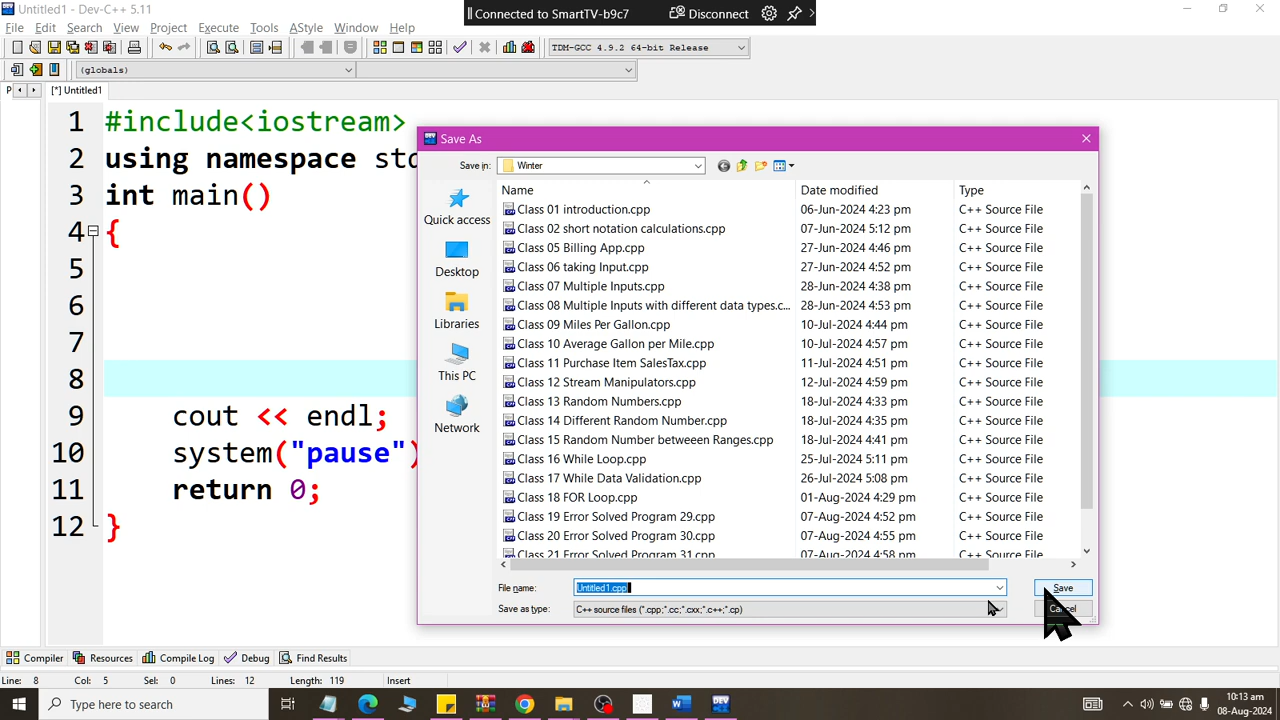 Untitled1 - Dev-C++ 5.11
Connected to SmartTV-b9c7
Disconnect
File Edit Search View Project Execute Tools AStyle Window Help
TDM-GCC 4.9.2 64-bit Release
(globals)
P
[*] Untitled1
1 #include<iostream>
2 using namespace std
3 int main()
4 {
5
6
7
8
9 cout << endl;
10 system("pause")
11 return 0;
12 }
Save As
Save in: Winter
Quick access
Desktop
Libraries
This PC
Network
Name Date modified Type
Class 01 introduction.cpp 06-Jun-2024 4:23 pm C++ Source File
Class 02 short notation calculations.cpp 07-Jun-2024 5:12 pm C++ Source File
Class 05 Billing App.cpp 27-Jun-2024 4:46 pm C++ Source File
Class 06 taking Input.cpp 27-Jun-2024 4:52 pm C++ Source File
Class 07 Multiple Inputs.cpp 28-Jun-2024 4:38 pm C++ Source File
Class 08 Multiple Inputs with different data types.c... 28-Jun-2024 4:53 pm C++ Source File
Class 09 Miles Per Gallon.cpp 10-Jul-2024 4:44 pm C++ Source File
Class 10 Average Gallon per Mile.cpp 10-Jul-2024 4:57 pm C++ Source File
Class 11 Purchase Item SalesTax.cpp 11-Jul-2024 4:51 pm C++ Source File
Class 12 Stream Manipulators.cpp 12-Jul-2024 4:59 pm C++ Source File
Class 13 Random Numbers.cpp 18-Jul-2024 4:33 pm C++ Source File
Class 14 Different Random Number.cpp 18-Jul-2024 4:35 pm C++ Source File
Class 15 Random Number betweeen Ranges.cpp 18-Jul-2024 4:41 pm C++ Source File
Class 16 While Loop.cpp 25-Jul-2024 5:11 pm C++ Source File
Class 17 While Data Validation.cpp 26-Jul-2024 5:08 pm C++ Source File
Class 18 FOR Loop.cpp 01-Aug-2024 4:29 pm C++ Source File
Class 19 Error Solved Program 29.cpp 07-Aug-2024 4:52 pm C++ Source File
Class 20 Error Solved Program 30.cpp 07-Aug-2024 4:55 pm C++ Source File
Class 21 Error Solved Program 31.cpp 07-Aug-2024 4:58 pm C++ Source File
File name: Untitled1.cpp Save
Save as type: C++ source files (*.cpp;*.cc;*.cxx;*.c++;*.cp) Cancel
Compiler Resources Compile Log Debug Find Results
Line: 8 Col: 5 Sel: 0 Lines: 12 Length: 119 Insert
Type here to search
10:13 am
08-Aug-2024